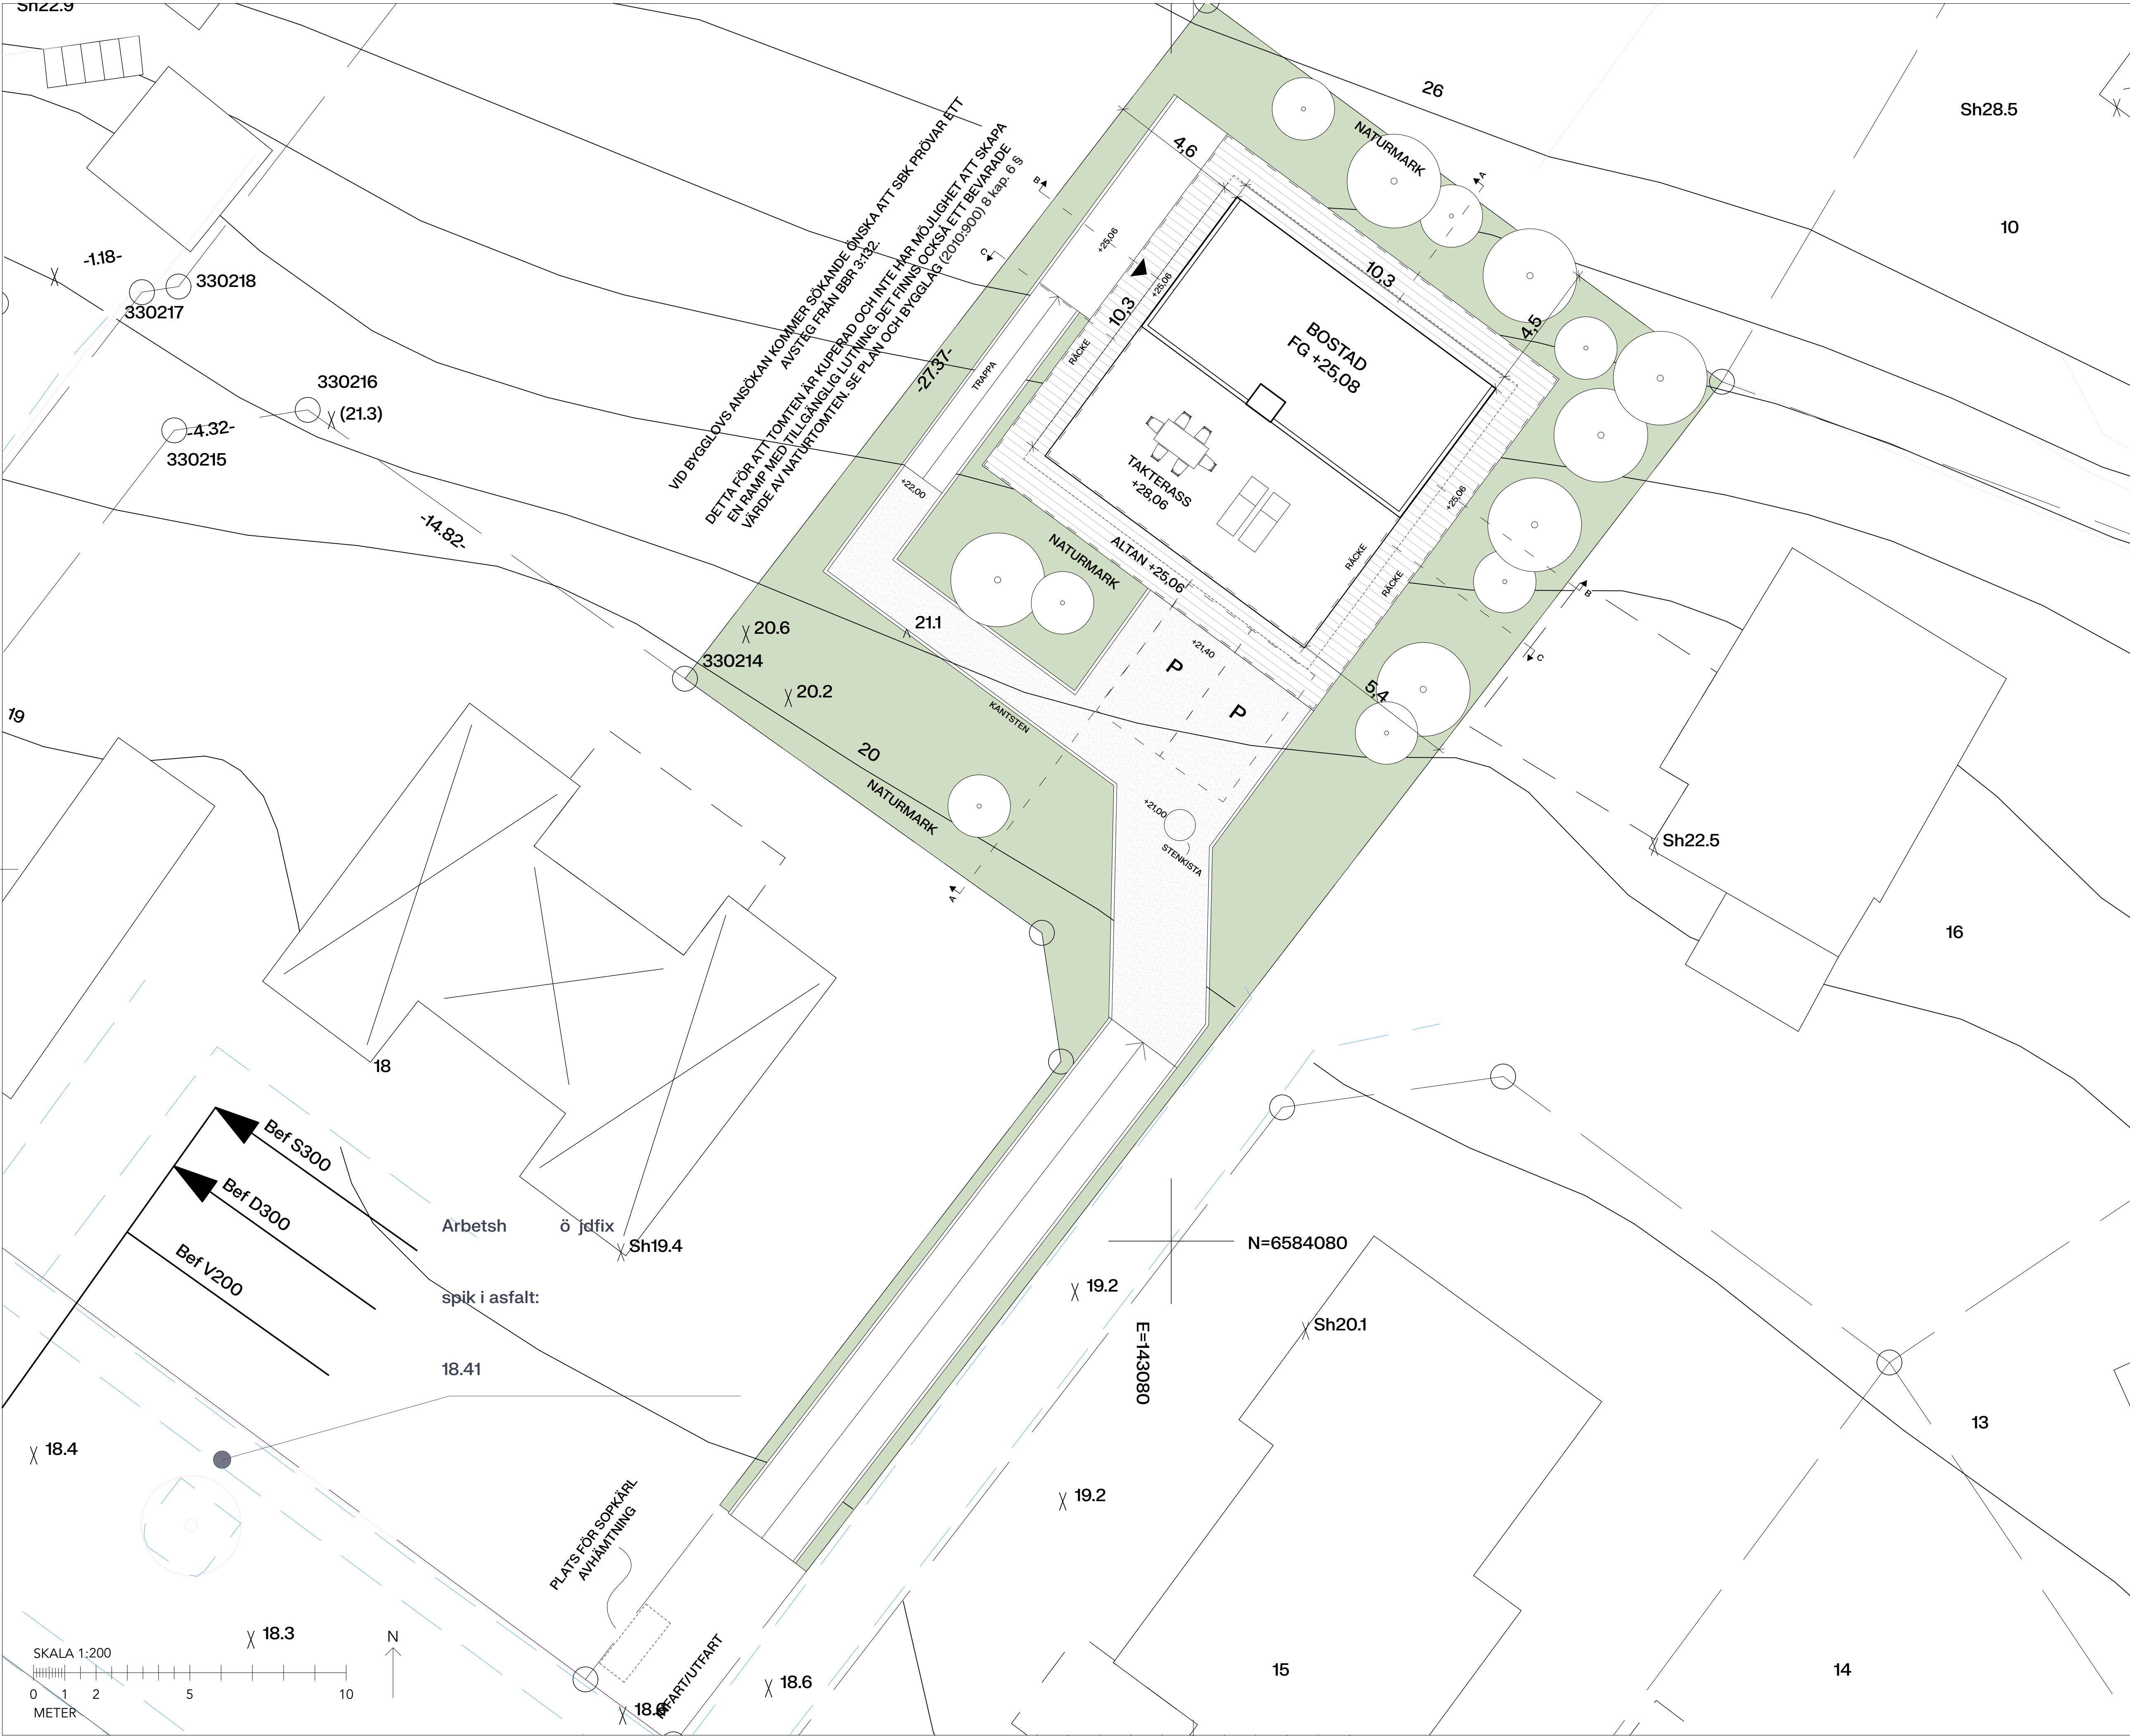 Sh22.9
26
Sh28.5
10
NATURMARK
4,6
A
B
C
+25,06
+25,06
10,3
10,3
4,5
BOSTAD
FG +25,08
VID BYGGLOVS ANSÖKAN KOMMER SÖKANDE ÖNSKA ATT SBK PRÖVAR ETT
AVSTEG FRÅN BBR 3:132.
DETTA FÖR ATT TOMTEN ÄR KUPERAD OCH INTE HAR MÖJLIGHET ATT SKAPA
EN RAMP MED TILLGÄNGLIG LUTNING. DET FINNS OCKSÅ ETT BEVARADE
VÄRDE AV NATURTOMTEN. SE PLAN OCH BYGGLAG (2010:900) 8 kap. 6 §
-1.18-
330218
330217
330216
(21.3)
-4.32-
330215
-14.82-
-27.37-
TRAPPA
RÄCKE
+22,00
TAKTERASS
+28,06
+25,06
NATURMARK
ALTAN +25,06
RÄCKE
RÄCKE
B
C
20.6
21.1
330214
20.2
+21,40
P
P
5,4
KANTSTEN
19
20
NATURMARK
+21,00
STENKISTA
A
Sh22.5
16
18
Bef S300
Bef D300
Bef V200
Arbetsh ö jdfix
spik i asfalt:
18.41
Sh19.4
N=6584080
E=143080
19.2
Sh20.1
13
18.4
19.2
PLATS FÖR SOPKÄRL
AVHÄMTNING
18.3
SKALA 1:200
0 1 2 5 10
METER
N
INFART/UTFART
18.6
15
14